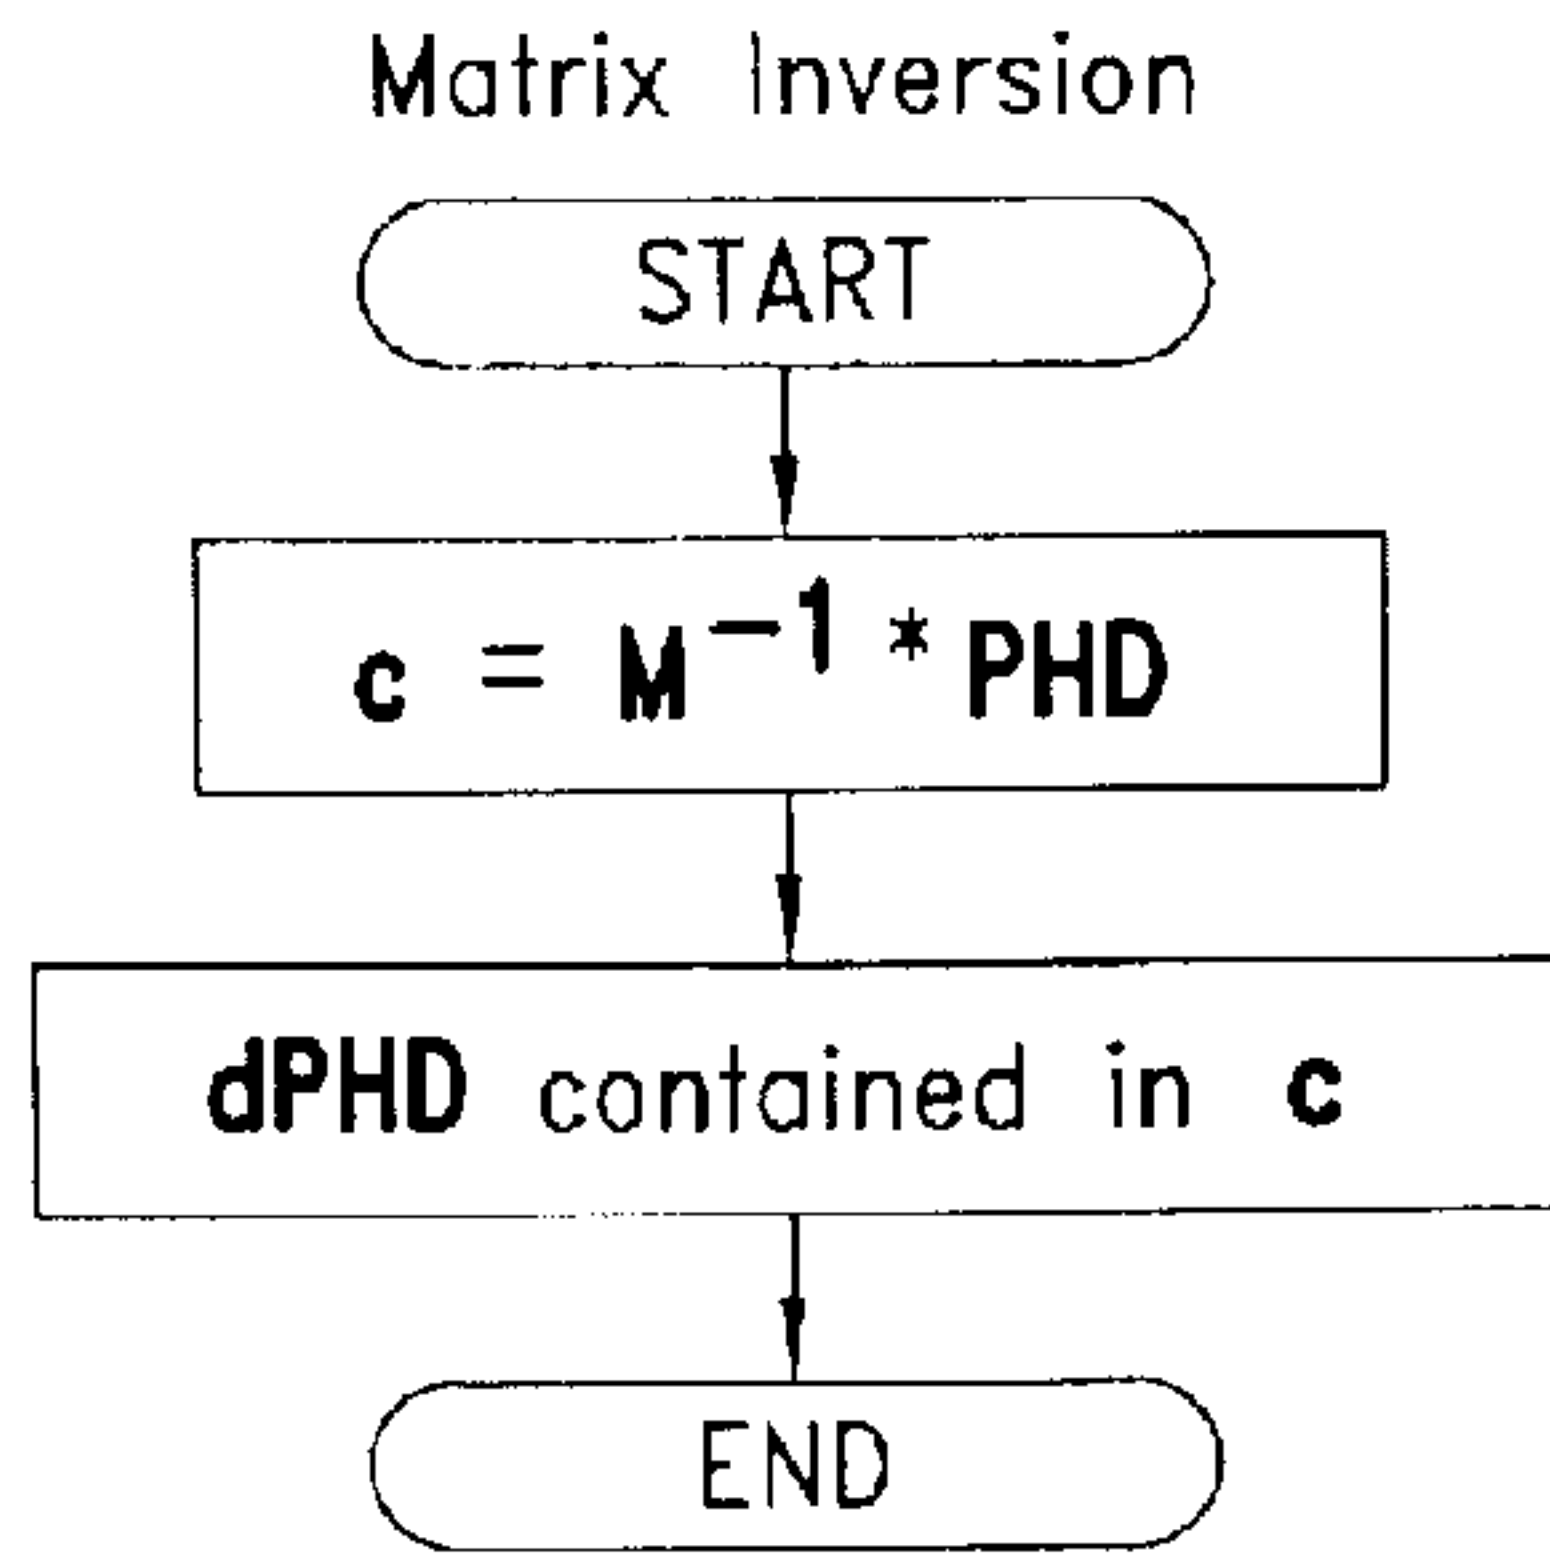 Matrix Inversion
START
c = M⁻¹ * PHD
dPHD contained in c
END